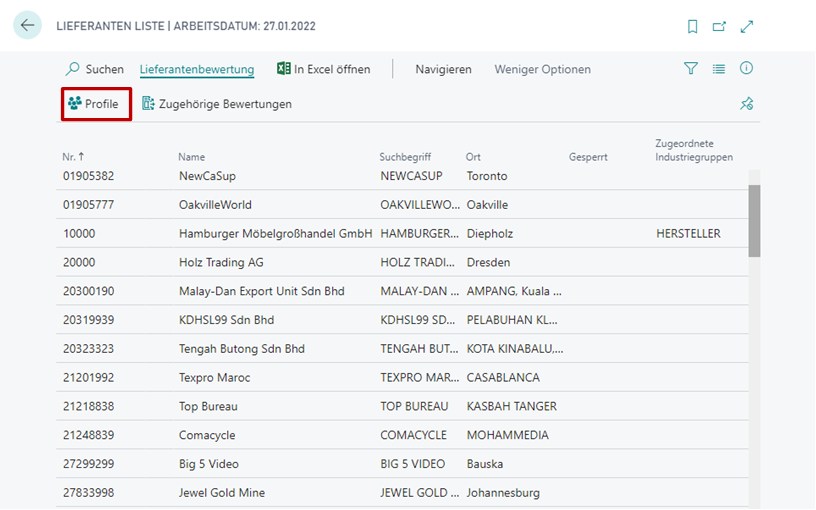 LIEFERANTEN LISTE | ARBEITSDATUM: 27.01.2022
Suchen Lieferantenbewertung In Excel öffnen Navigieren Weniger Optionen
Profile Zugehörige Bewertungen
Zugeordnete
Nr. ↑ Name Suchbegriff Ort Gesperrt Industriegruppen
01905382 NewCaSup NEWCASUP Toronto
01905777 OakvilleWorld OAKVILLEWO... Oakville
10000 Hamburger Möbelgroßhandel GmbH HAMBURGER... Diepholz HERSTELLER
20000 Holz Trading AG HOLZ TRADI... Dresden
20300190 Malay-Dan Export Unit Sdn Bhd MALAY-DAN ... AMPANG, Kuala ...
20319939 KDHSL99 Sdn Bhd KDHSL99 SD... PELABUHAN KL...
20323323 Tengah Butong Sdn Bhd TENGAH BUT... KOTA KINABALU,...
21201992 Texpro Maroc TEXPRO MAR... CASABLANCA
21218838 Top Bureau TOP BUREAU KASBAH TANGER
21248839 Comacycle COMACYCLE MOHAMMEDIA
27299299 Big 5 Video BIG 5 VIDEO Bauska
27833998 Jewel Gold Mine JEWEL GOLD ... Johannesburg